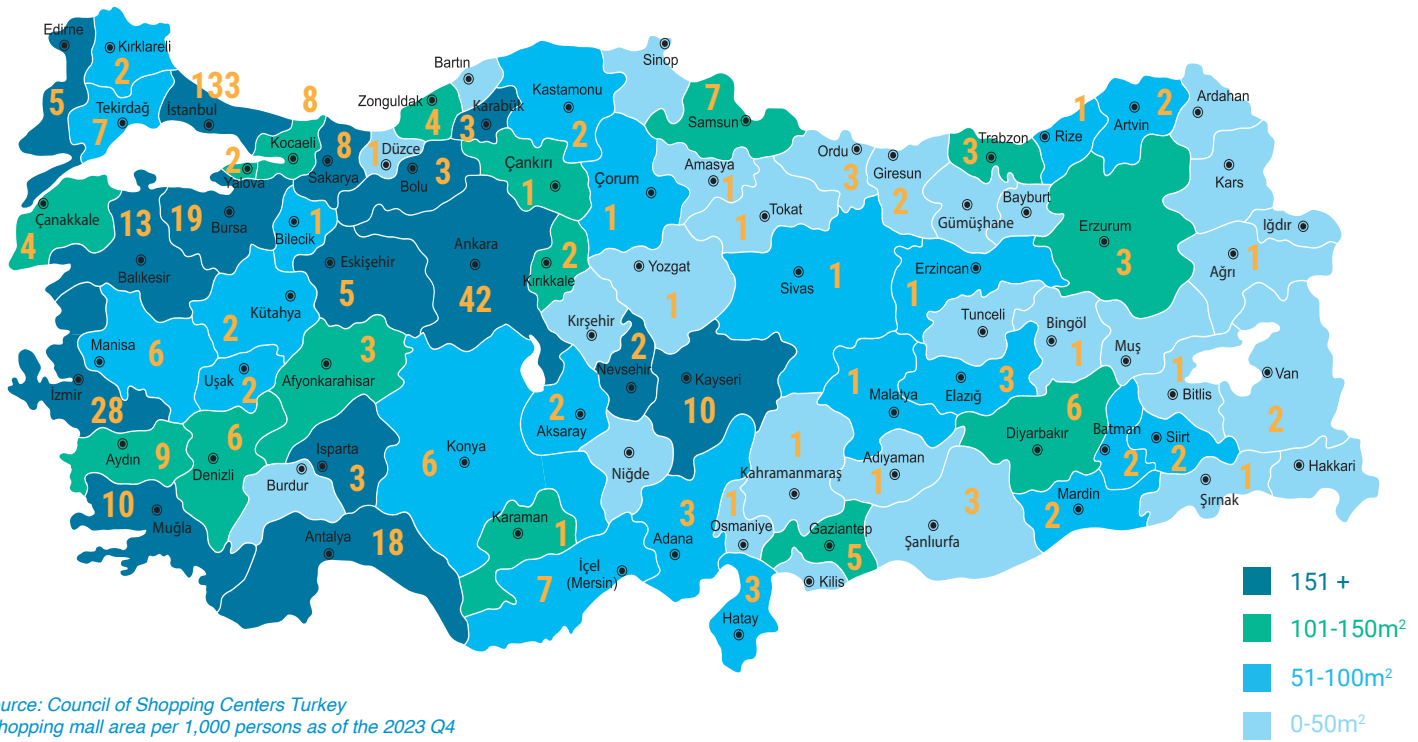 Edirne
Kırklareli
2
5
Tekirdağ
7
133
İstanbul
8
Kocaeli
2
Yalova
8
Sakarya
1
Düzce
3
Bolu
Bartın
Zonguldak
4
Karabük
3
Kastamonu
2
Sinop
7
Samsun
Çankırı
1
Çorum
1
Amasya
1
1
Tokat
Ordu
3
Giresun
2
Gümüşhane
Bayburt
Trabzon
3
1
Rize
2
Artvin
Ardahan
Kars
Iğdır
1
Ağrı
Erzurum
3
Erzincan
1
Sivas
1
Yozgat
1
2
Kırıkkale
Ankara
42
Eskişehir
5
Bilecik
1
19
Bursa
13
Balıkesir
Çanakkale
4
Kütahya
2
Manisa
6
Uşak
2
3
Afyonkarahisar
İzmir
28
Aydın
9
6
Denizli
10
Muğla
Burdur
Isparta
3
Antalya
18
Konya
6
Karaman
1
2
Aksaray
Kırşehir
2
Nevsehir
Kayseri
10
Niğde
3
Adana
İçel
(Mersin)
7
3
Hatay
1
Osmaniye
1
Kahramanmaraş
Gaziantep
5
Kilis
Adıyaman
1
3
Şanlıurfa
1
Malatya
3
Elazığ
Tunceli
Bingöl
1
Muş
1
Bitlis
Van
2
6
Diyarbakır
Batman
2
Siirt
2
Mardin
2
1
Şırnak
Hakkari
151 +
101-150m²
51-100m²
0-50m²
urce: Council of Shopping Centers Turkey
hopping mall area per 1,000 persons as of the 2023 Q4